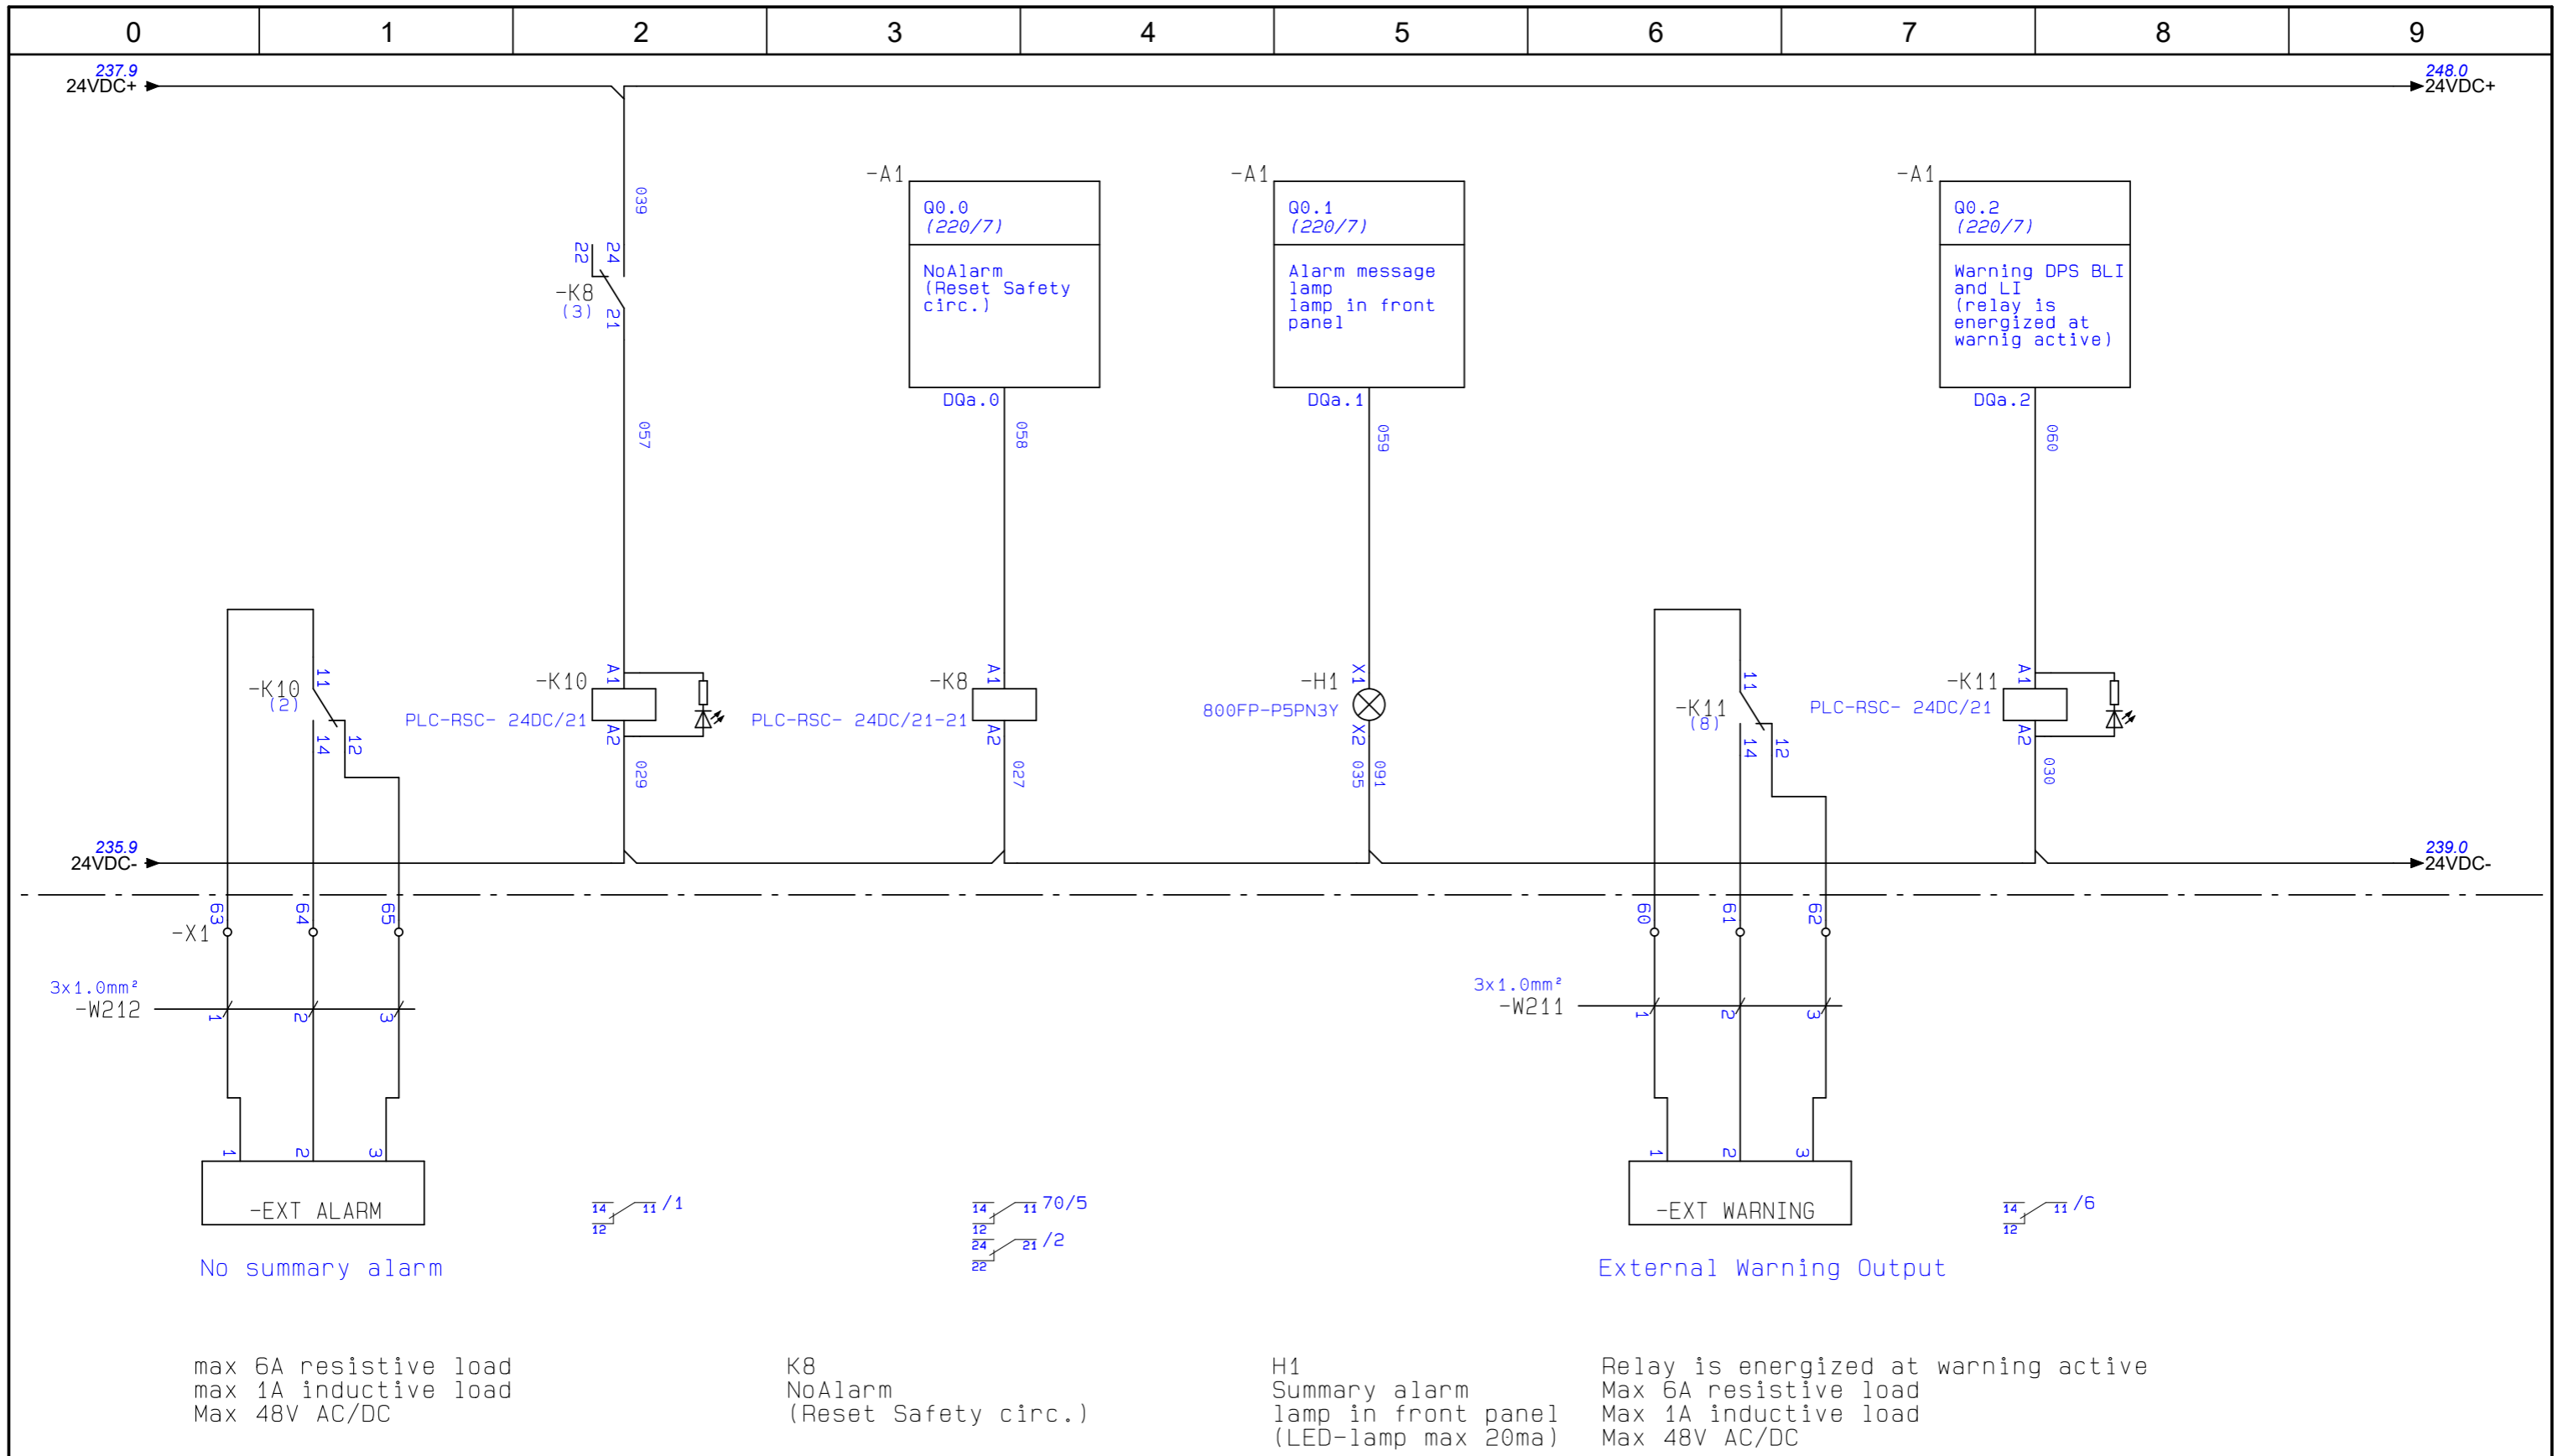 0 1 2 3 4 5 6 7 8 9
237.9
24VDC+
248.0
24VDC+
039
22 24
-K8
(3)
21
057
-A1
Q0.0
(220/7)
NoAlarm
(Reset Safety
circ.)
DQa.0
058
-A1
Q0.1
(220/7)
Alarm message
lamp
lamp in front
panel
DQa.1
059
-A1
Q0.2
(220/7)
Warning DPS BLI
and LI
(relay is
energized at
warnig active)
DQa.2
060
11
-K10
(2)
14 12
A1
-K10
PLC-RSC- 24DC/21
A2
029
A1
-K8
PLC-RSC- 24DC/21-21
A2
027
X1
-H1
800FP-P5PN3Y
X2
035 091
11
-K11
(8)
14 12
A1
-K11
PLC-RSC- 24DC/21
A2
030
235.9
24VDC-
239.0
24VDC-
63 64 65
-X1
60 61 62
3x1.0mm²
-W212
1 2 3
3x1.0mm²
-W211
1 2 3
1 2 3
-EXT ALARM
No summary alarm
14 11 /1
12
14 11 70/5
12
24 21 /2
22
1 2 3
-EXT WARNING
External Warning Output
14 11 /6
12
max 6A resistive load
max 1A inductive load
Max 48V AC/DC
K8
NoAlarm
(Reset Safety circ.)
H1
Summary alarm
lamp in front panel
(LED-lamp max 20ma)
Relay is energized at warning active
Max 6A resistive load
Max 1A inductive load
Max 48V AC/DC